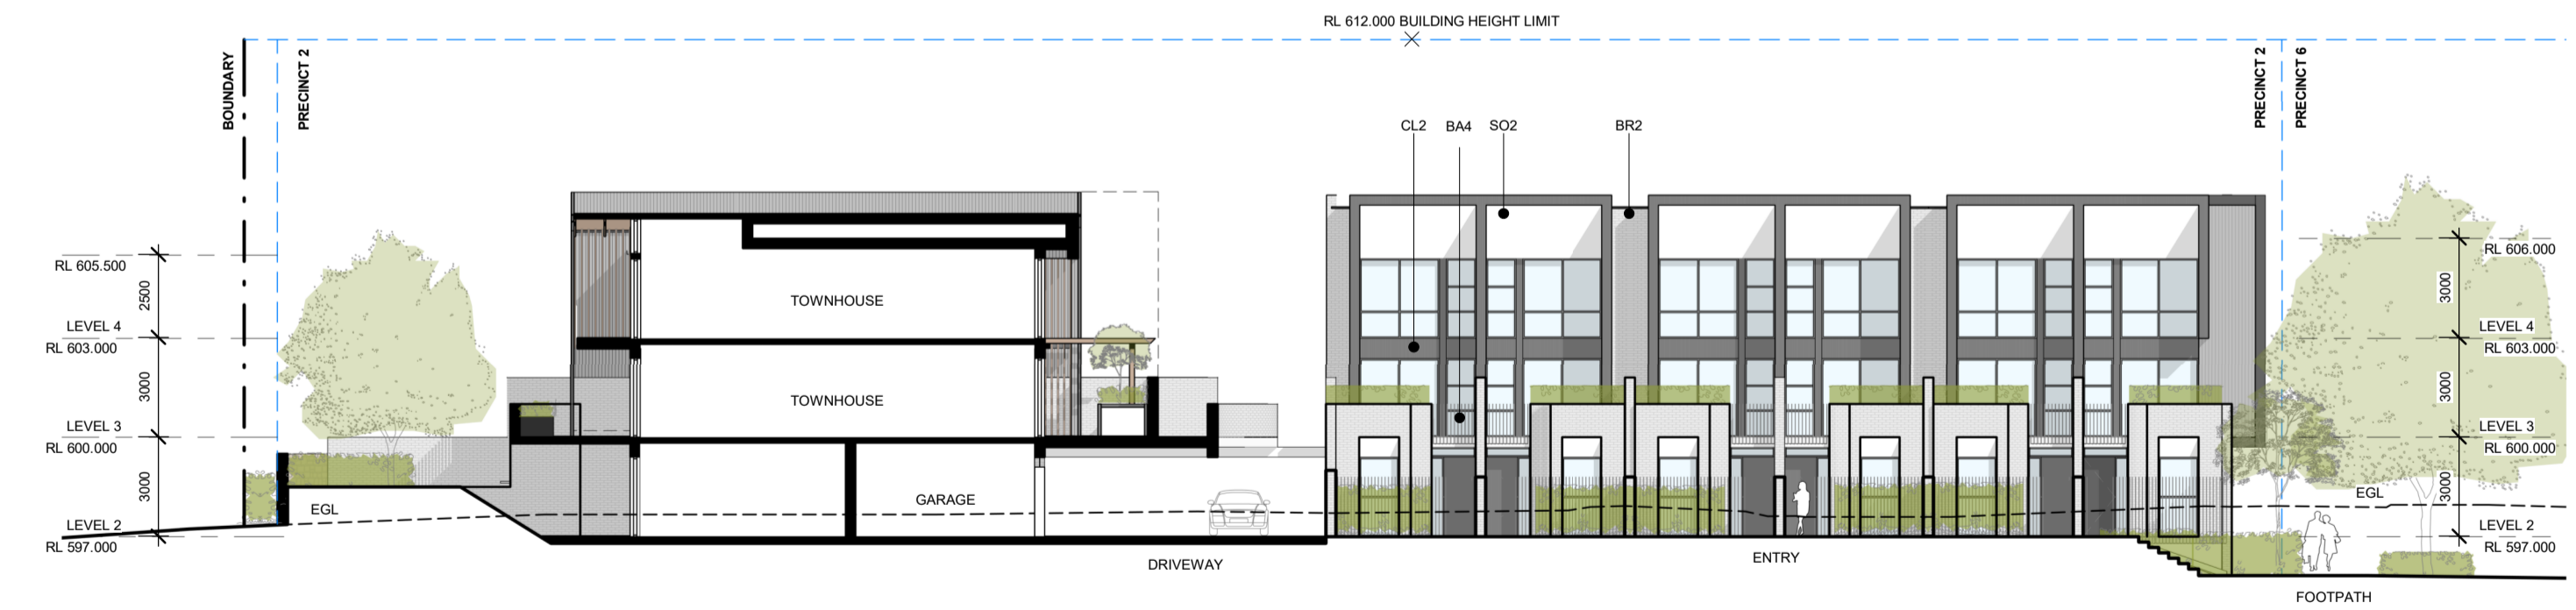 RL 612.000 BUILDING HEIGHT LIMIT
BOUNDARY
PRECINCT 2
PRECINCT 2
PRECINCT 6
CL2
BA4
SO2
BR2
RL 605.500
2500
LEVEL 4
RL 603.000
3000
LEVEL 3
RL 600.000
3000
LEVEL 2
RL 597.000
EGL
TOWNHOUSE
TOWNHOUSE
GARAGE
DRIVEWAY
ENTRY
RL 606.000
3000
LEVEL 4
RL 603.000
3000
LEVEL 3
RL 600.000
EGL
3000
LEVEL 2
RL 597.000
FOOTPATH